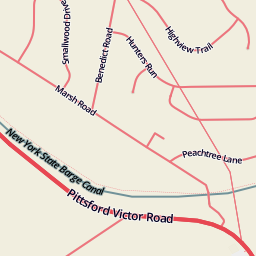 Smallwood Drive
Benedict Road
Hunters Run
Highview Trail
Marsh Road
Peachtree Lane
New York State Barge Canal
Pittsford Victor Road